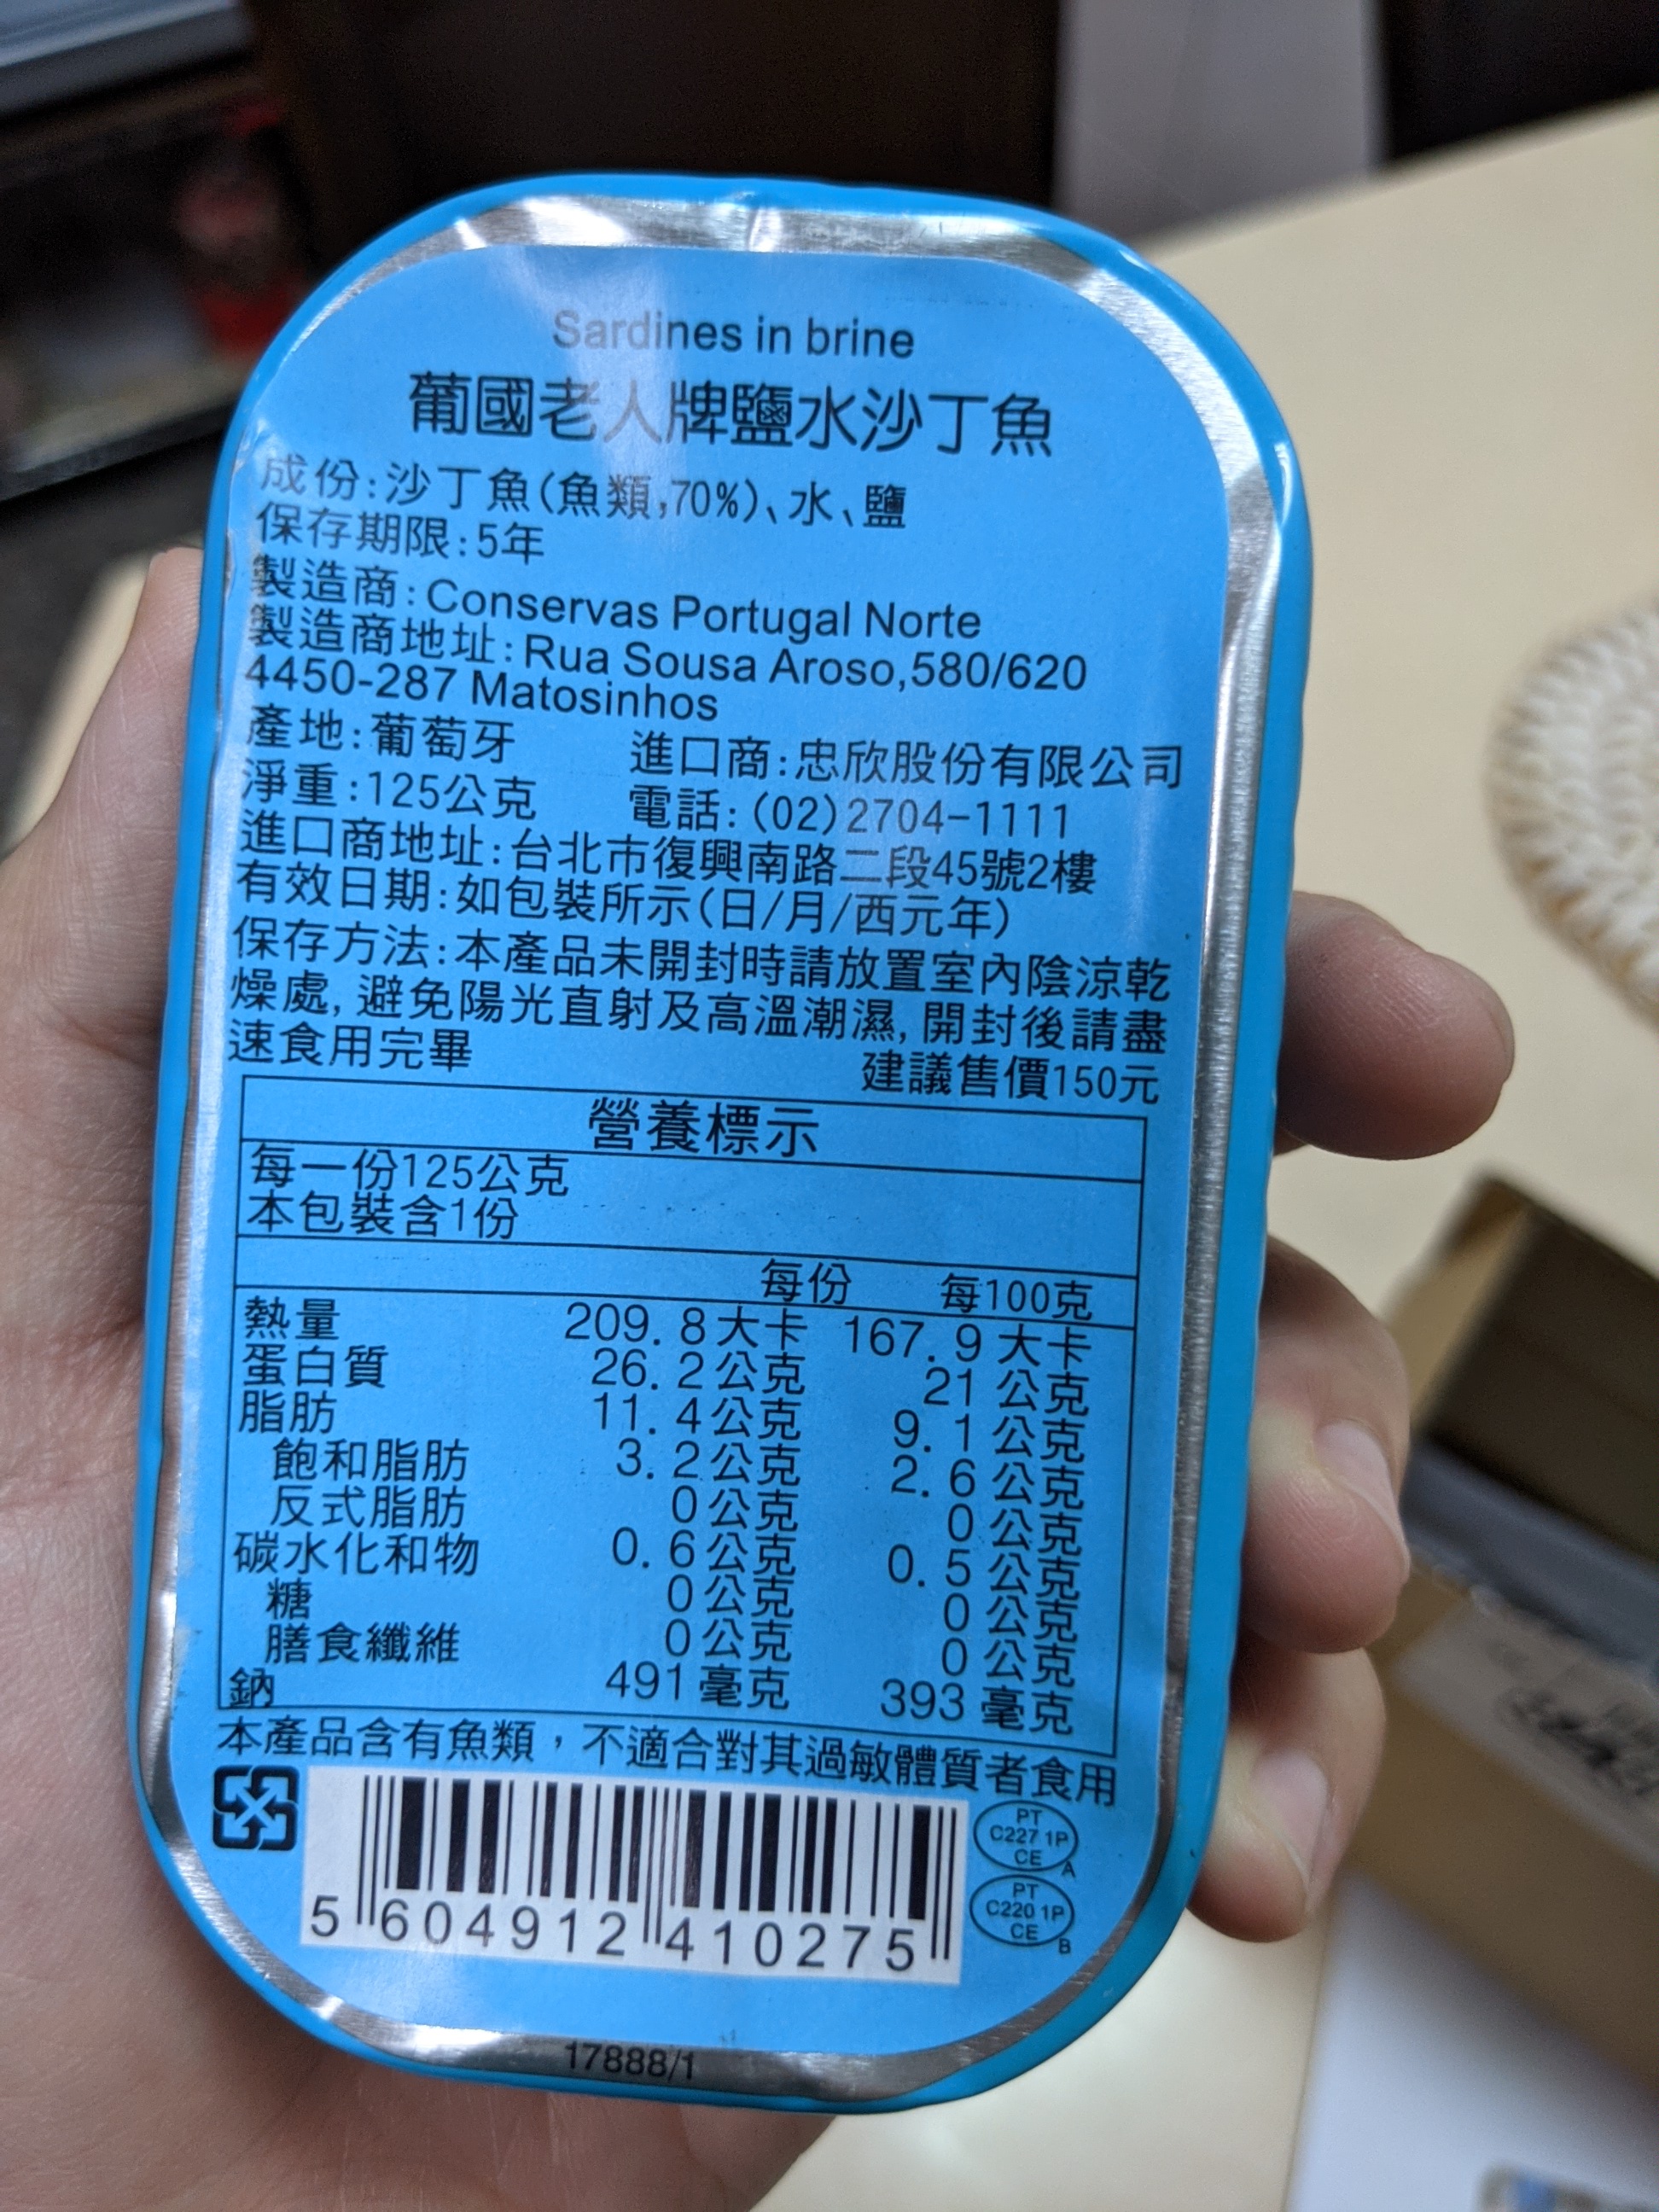 Sardines in brine
葡國老人牌鹽水沙丁魚
成份:沙丁魚(魚類,70%)、水、鹽
保存期限:5年
製造商:Conservas Portugal Norte
製造商地址:Rua Sousa Aroso,580/620
4450-287 Matosinhos
產地:葡萄牙 進口商:忠欣股份有限公司
淨重:125公克 電話:(02)2704-1111
進口商地址:台北市復興南路二段45號2樓
有效日期:如包裝所示(日/月/西元年)
保存方法:本產品未開封時請放置室內陰涼乾
燥處,避免陽光直射及高溫潮濕,開封後請盡
速食用完畢 建議售價150元
營養標示
每一份125公克
本包裝含1份
每份 每100克
熱量 209.8大卡 167.9大卡
蛋白質 26.2公克 21公克
脂肪 11.4公克 9.1公克
飽和脂肪 3.2公克 2.6公克
反式脂肪 0公克 0公克
碳水化和物 0.6公克 0.5公克
糖 0公克 0公克
膳食纖維 0公克 0公克
鈉 491毫克 393毫克
本產品含有魚類，不適合對其過敏體質者食用
PT
C227 1P
CE
A
PT
C220 1P
CE
B
5 604912 410275
17888/1